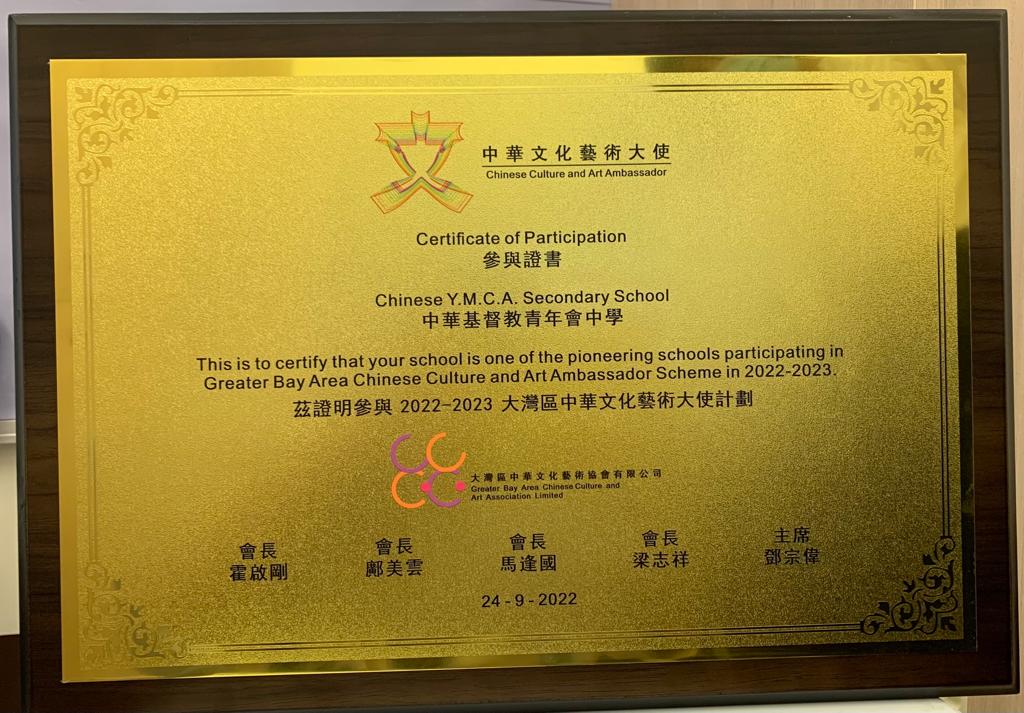 中華文化藝術大使
Chinese Culture and Art Ambassador
Certificate of Participation
參與證書
Chinese Y.M.C.A. Secondary School
中華基督教青年會中學
This is to certify that your school is one of the pioneering schools participating in
Greater Bay Area Chinese Culture and Art Ambassador Scheme in 2022-2023.
茲證明參與 2022-2023 大灣區中華文化藝術大使計劃
大灣區中華文化藝術協會有限公司
Greater Bay Area Chinese Culture and
Art Association Limited
會長 會長 會長 會長 主席
霍啟剛 鄺美雲 馬逢國 梁志祥 鄧宗偉
24 - 9 - 2022